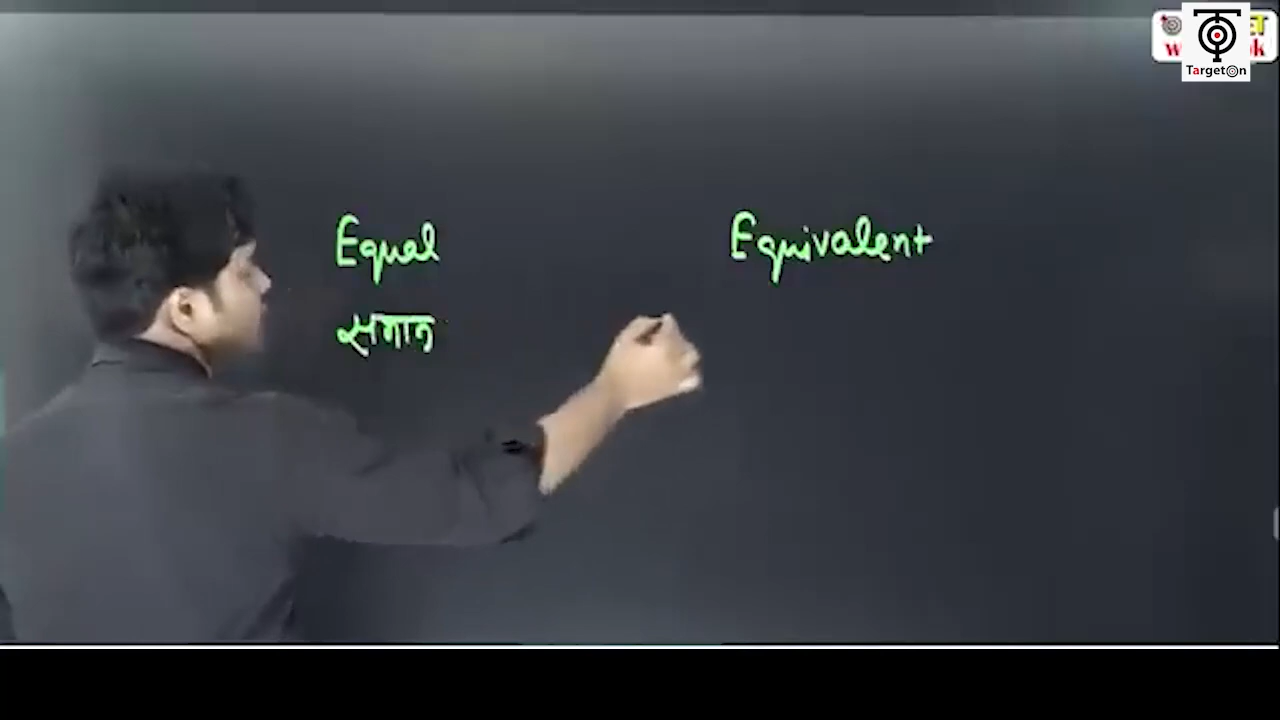 Equal Equivalent
समान
TargetOn